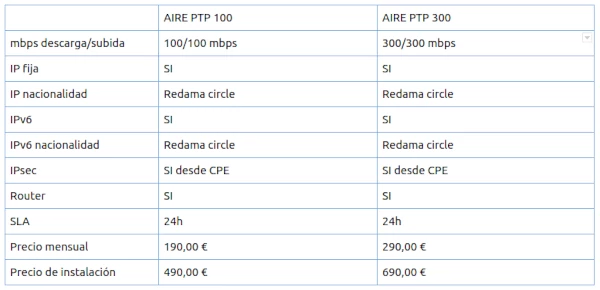 AIRE PTP 100 AIRE PTP 300
mbps descarga/subida 100/100 mbps 300/300 mbps
IP fija SI SI
IP nacionalidad Redama circle Redama circle
IPv6 SI SI
IPv6 nacionalidad Redama circle Redama circle
IPsec SI desde CPE SI desde CPE
Router SI SI
SLA 24h 24h
Precio mensual 190,00 € 290,00 €
Precio de instalación 490,00 € 690,00 €